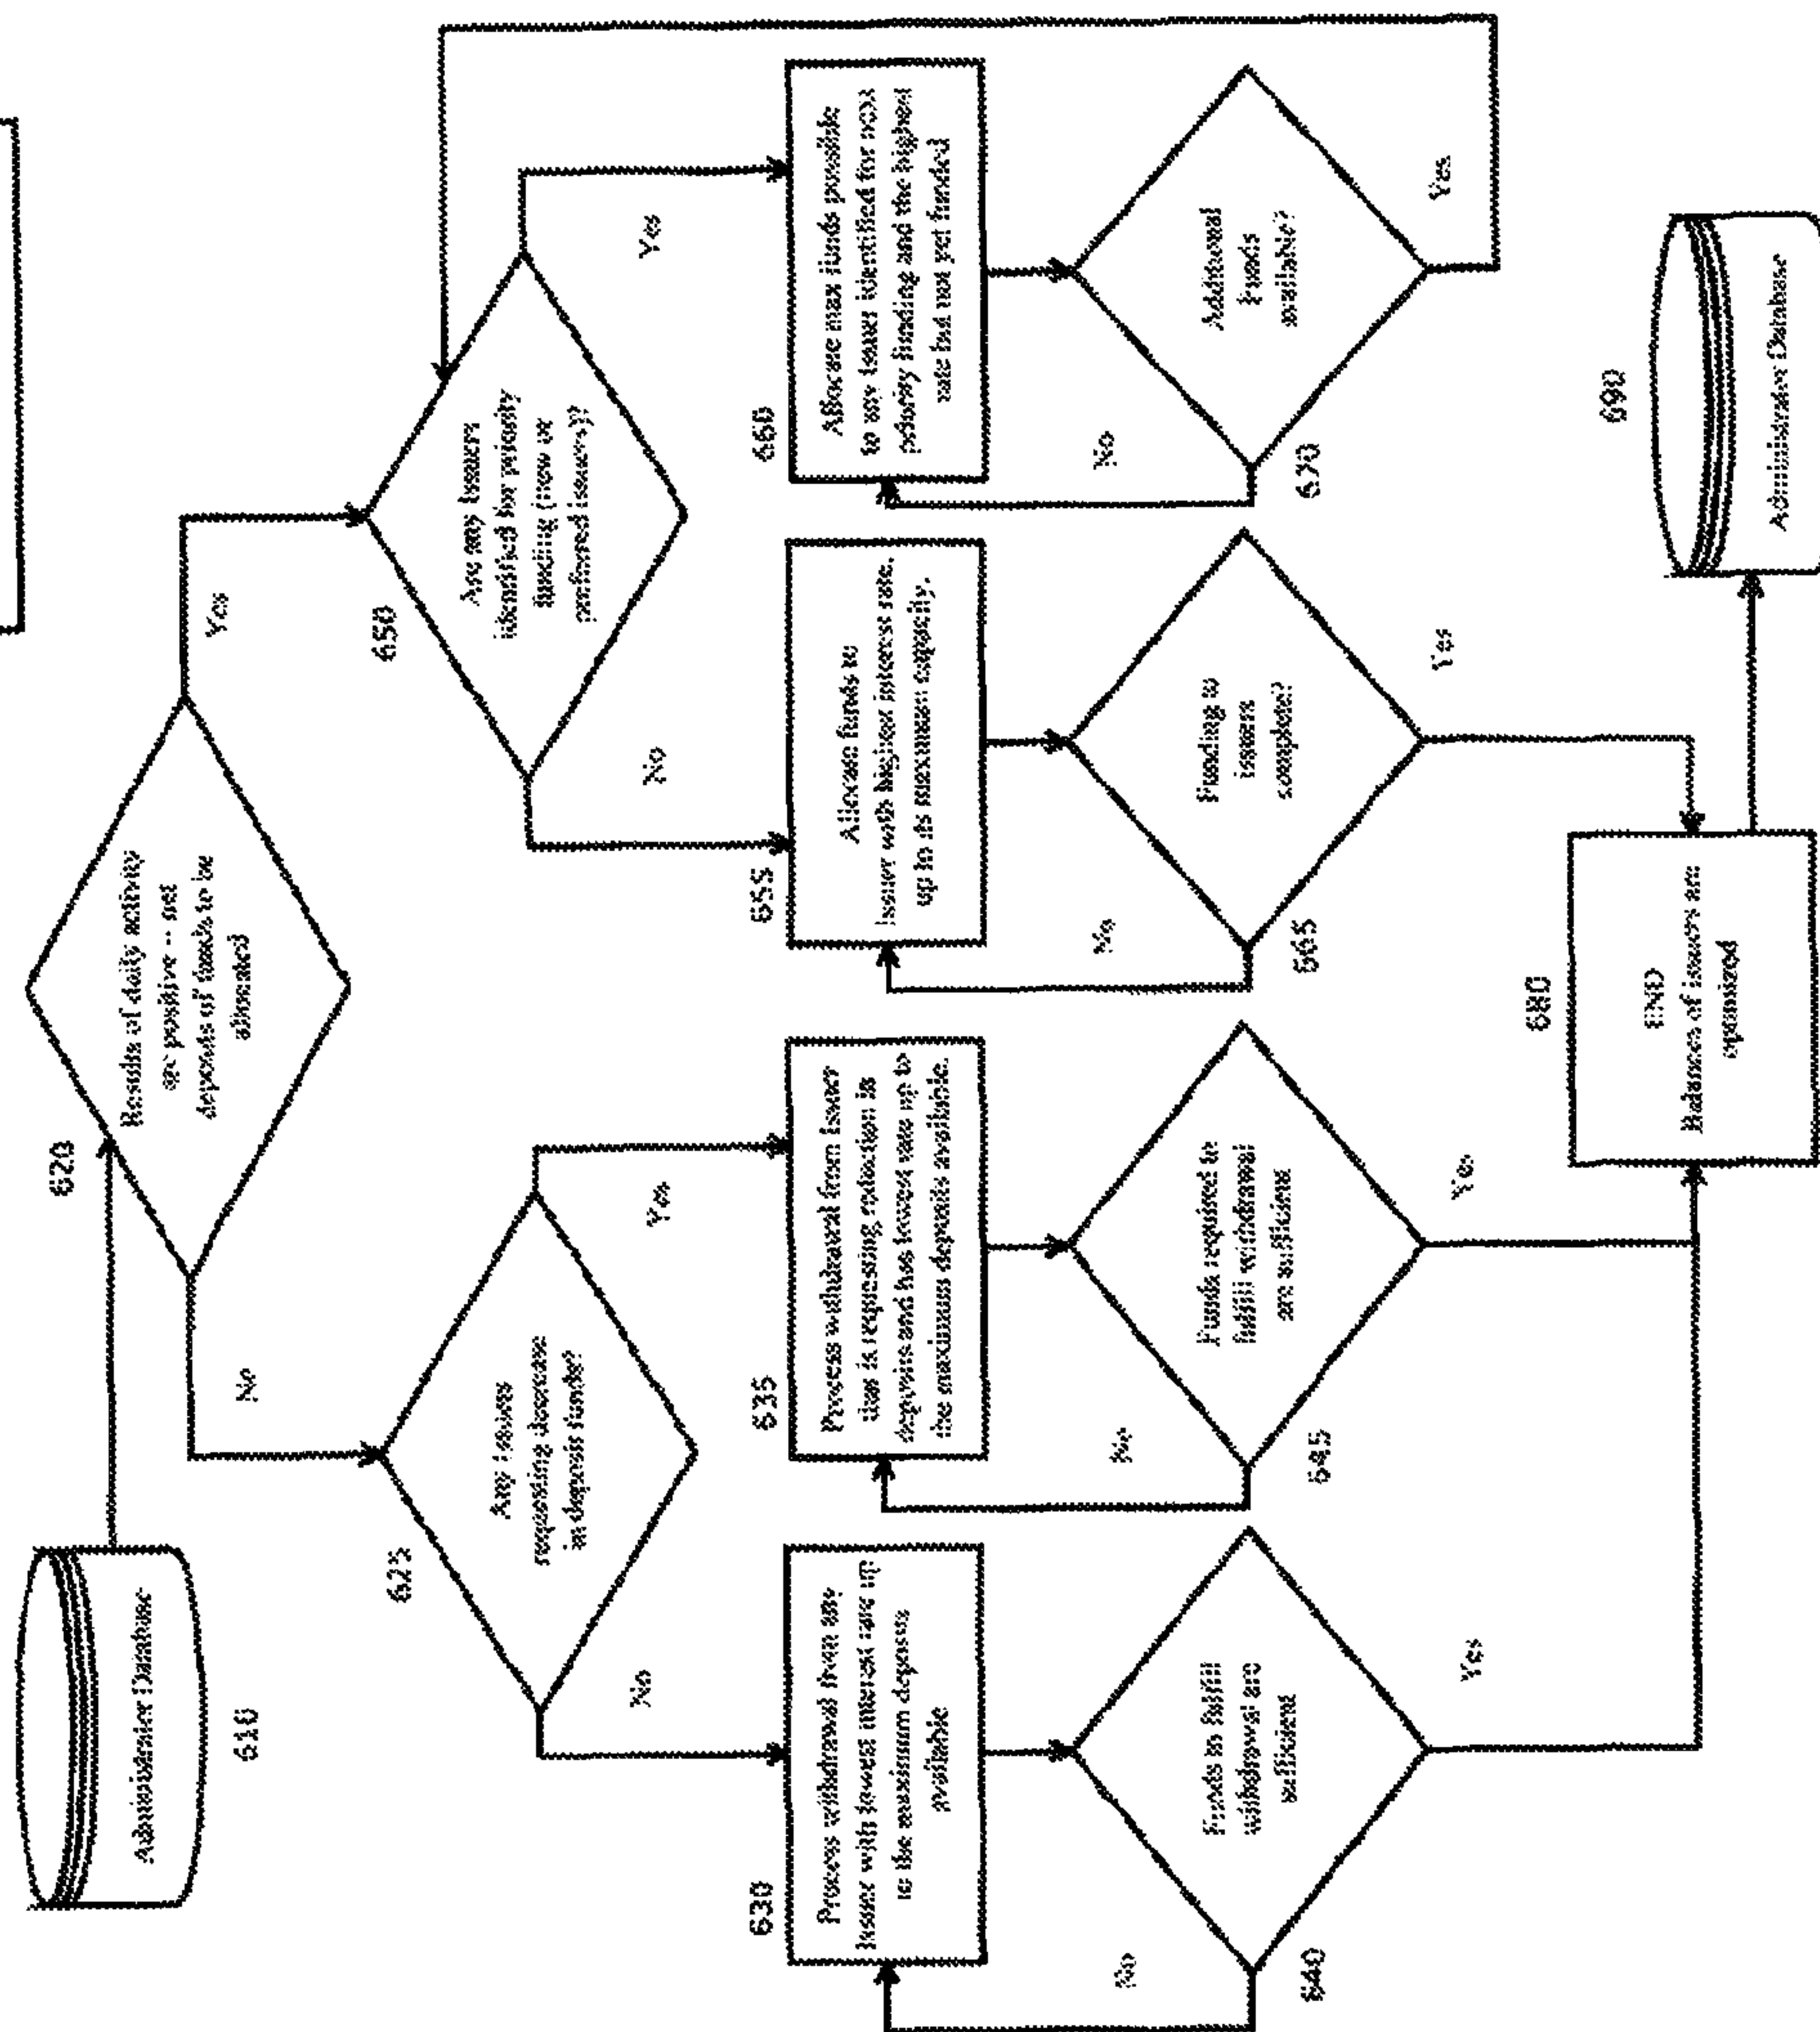 Administrator Database
610
620
Results of daily activity
are positive -- net
deposits of funds to be
allocated
No
Yes
625
Any issuers
requesting decrease
in deposit funds?
650
Are any issuers
identified for priority
funding (new or
preferred issuers)?
No
Yes
No
Yes
630
Process withdrawal from any
issuer with lowest interest rate up
to the maximum deposits
available
635
Process withdrawal from issuer
that is requesting reduction in
deposits and has lowest rate up to
the maximum deposits available.
655
Allocate funds to
issuer with highest interest rate,
up to its maximum capacity.
660
Allocate max funds possible
to any issuer identified for
priority funding and the highest
rate but not yet funded
No
No
No
No
640
Funds to fulfill
withdrawal are
sufficient
645
Funds required to
fulfill withdrawal
are sufficient
665
Funding to
issuers
complete?
670
Additional
Funds
available?
Yes
Yes
Yes
Yes
680
END
Balances of issuers are
optimized
690
Administrator Database